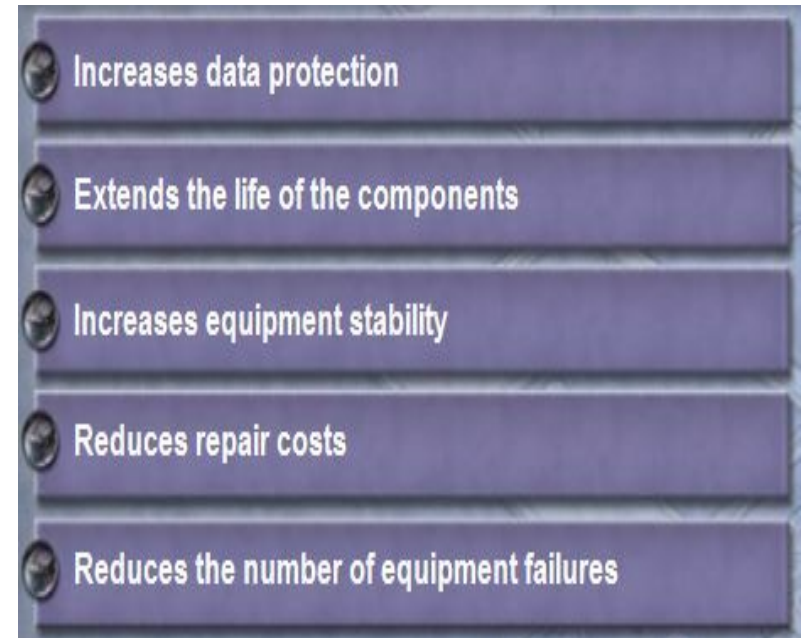 Increases data protection
Extends the life of the components
Increases equipment stability
Reduces repair costs
Reduces the number of equipment failures